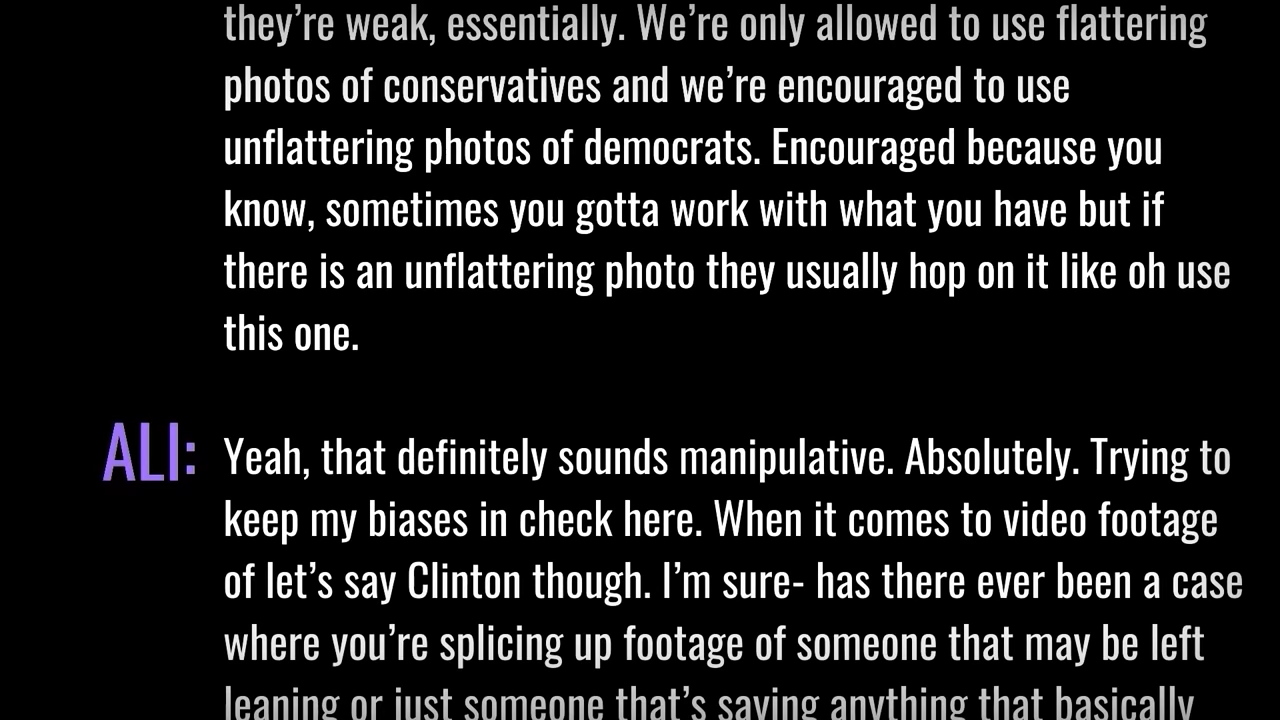 they’re weak, essentially. We’re only allowed to use flattering
photos of conservatives and we’re encouraged to use
unflattering photos of democrats. Encouraged because you
know, sometimes you gotta work with what you have but if
there is an unflattering photo they usually hop on it like oh use
this one.
ALI: Yeah, that definitely sounds manipulative. Absolutely. Trying to
keep my biases in check here. When it comes to video footage
of let’s say Clinton though. I’m sure- has there ever been a case
where you’re splicing up footage of someone that may be left
leaning or just someone that’s saying anything that basically